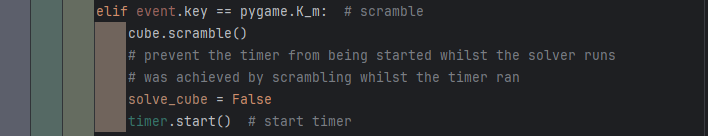 elif event.key == pygame.K_m:  # scramble
cube.scramble()
# prevent the timer from being started whilst the solver runs
# was achieved by scrambling whilst the timer ran
solve_cube = False
timer.start()  # start timer